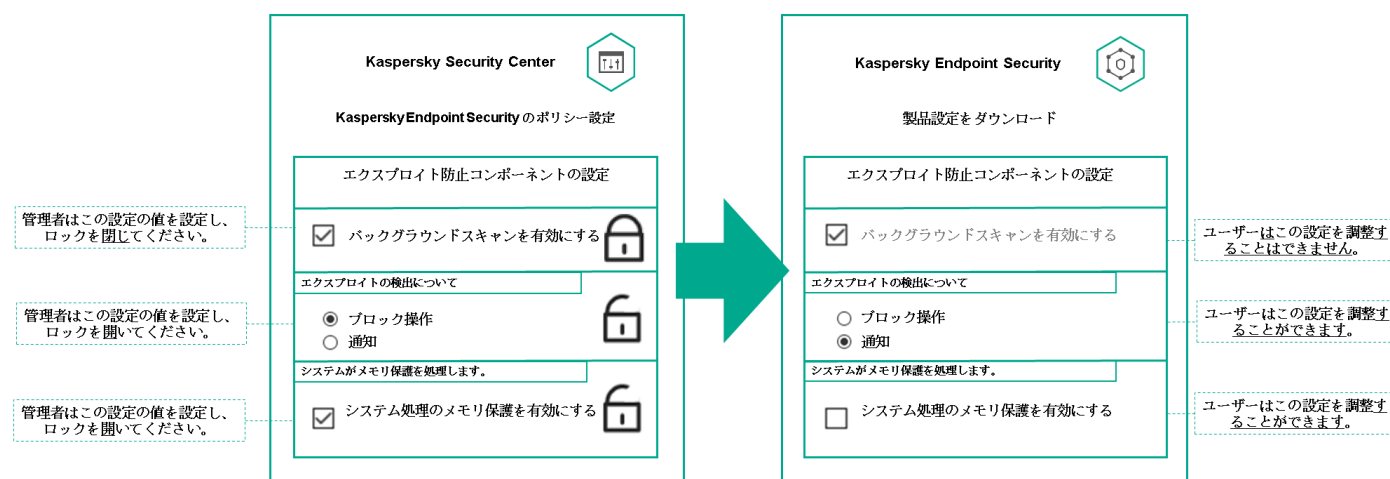 Kaspersky Security Center
KasperskyEndpointSecurity のポリシー設定
エクスプロイト防止コンポーネントの設定
管理者はこの設定の値を設定し、
ロックを閉じてください。
バックグラウンドスキャンを有効にする
エクスプロイトの検出について
管理者はこの設定の値を設定し、
ロックを開いてください。
ブロック操作
通知
システムがメモリ保護を処理します。
管理者はこの設定の値を設定し、
ロックを開いてください。
システム処理のメモリ保護を有効にする
Kaspersky Endpoint Security
製品設定をダウンロード
エクスプロイト防止コンポーネントの設定
バックグラウンドスキャンを有効にする
ユーザーはこの設定を調整す
ることはできません。
エクスプロイトの検出について
ブロック操作
通知
ユーザーはこの設定を調整す
ることができます。
システムがメモリ保護を処理します。
システム処理のメモリ保護を有効にする
ユーザーはこの設定を調整す
ることができます。